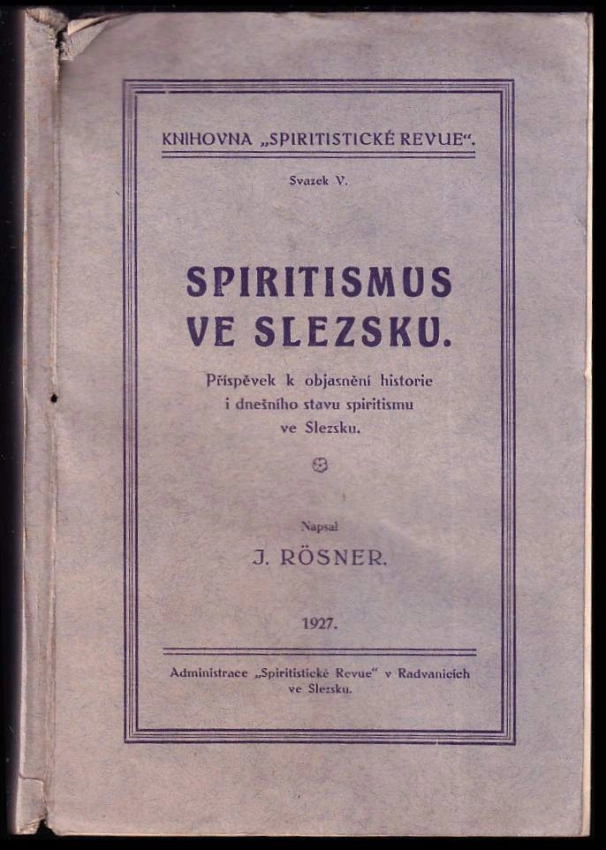 KNIHOVNA „SPIRITISTICKÉ REVUE“.
Svazek V.
SPIRITISMUS
VE SLEZSKU.
Příspěvek k objasnění historie
i dnešního stavu spiritismu
ve Slezsku.
Napsal
J. RÖSNER.
1927.
Administrace „Spiritistické Revue“ v Radvanicích
ve Slezsku.